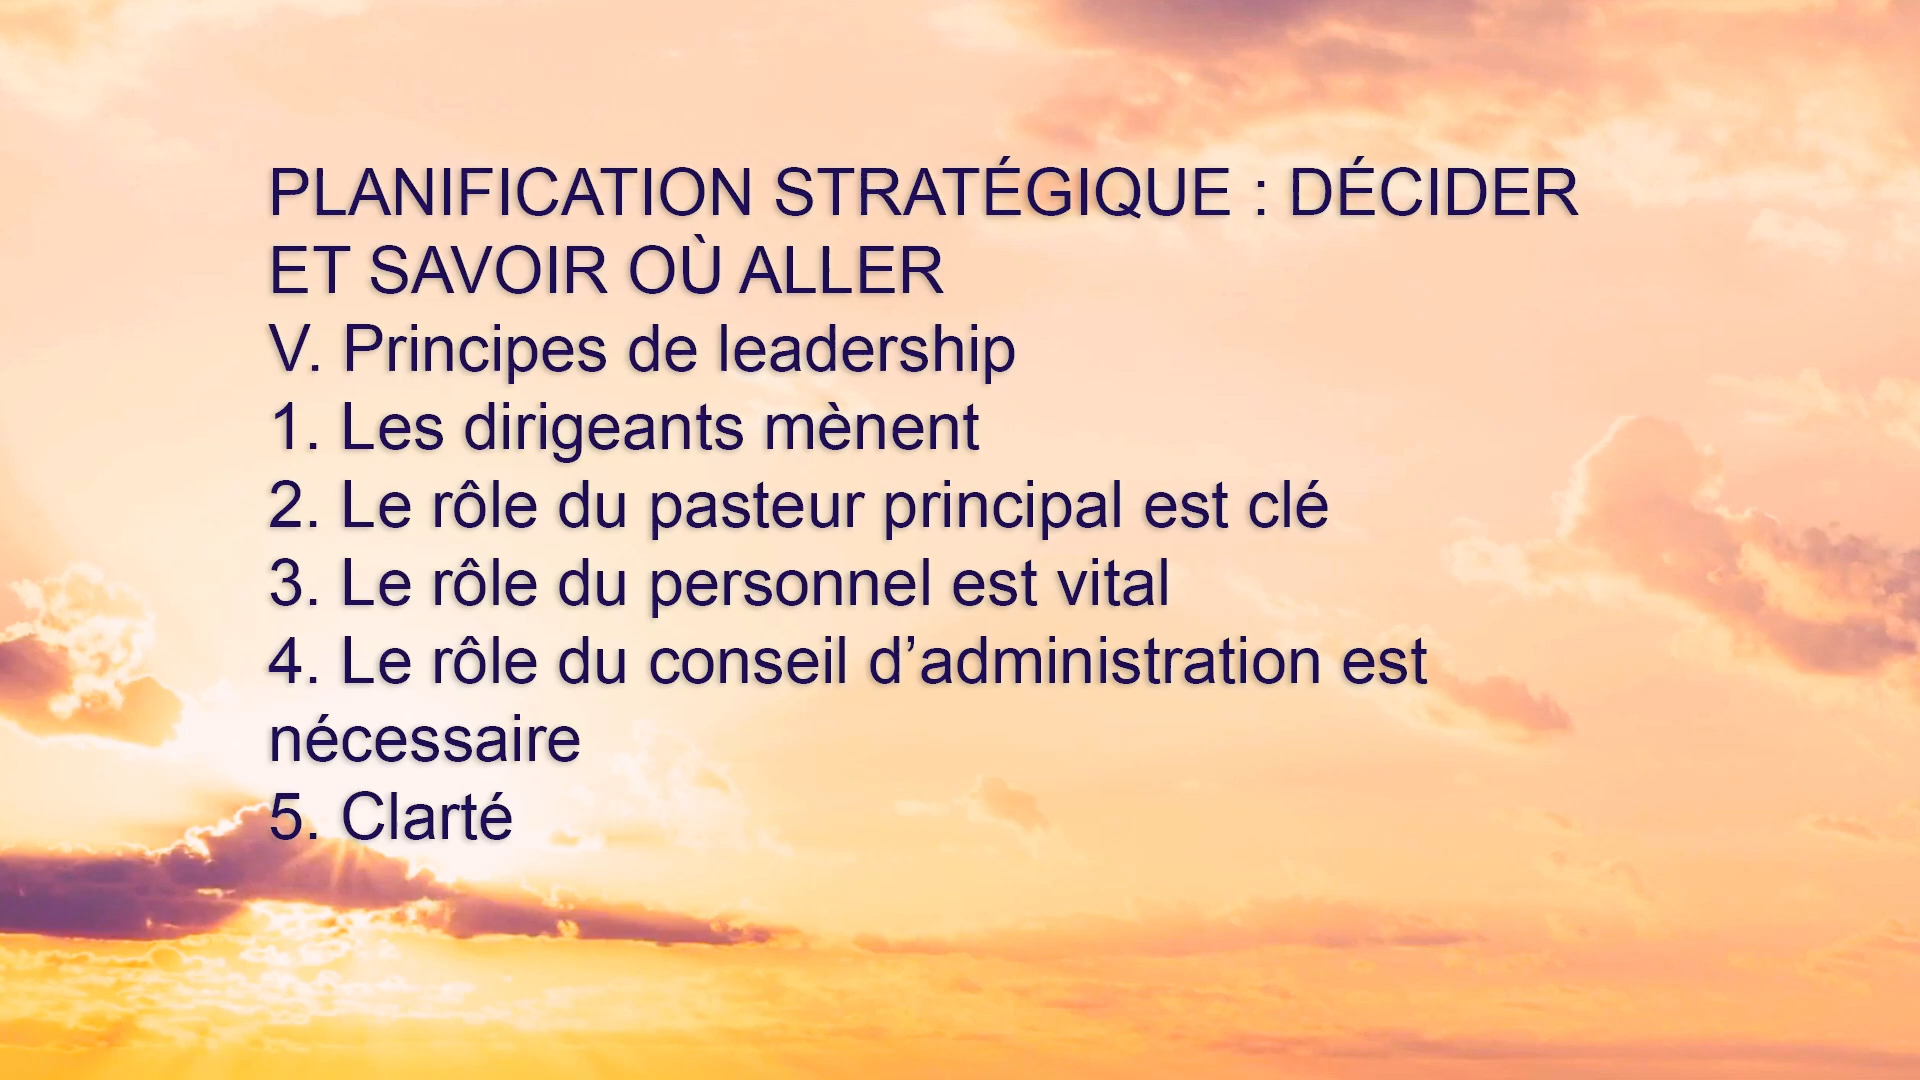 PLANIFICATION STRATÉGIQUE : DÉCIDER
ET SAVOIR OÙ ALLER
V. Principes de leadership
1. Les dirigeants mènent
2. Le rôle du pasteur principal est clé
3. Le rôle du personnel est vital
4. Le rôle du conseil d’administration est
nécessaire
5. Clarté